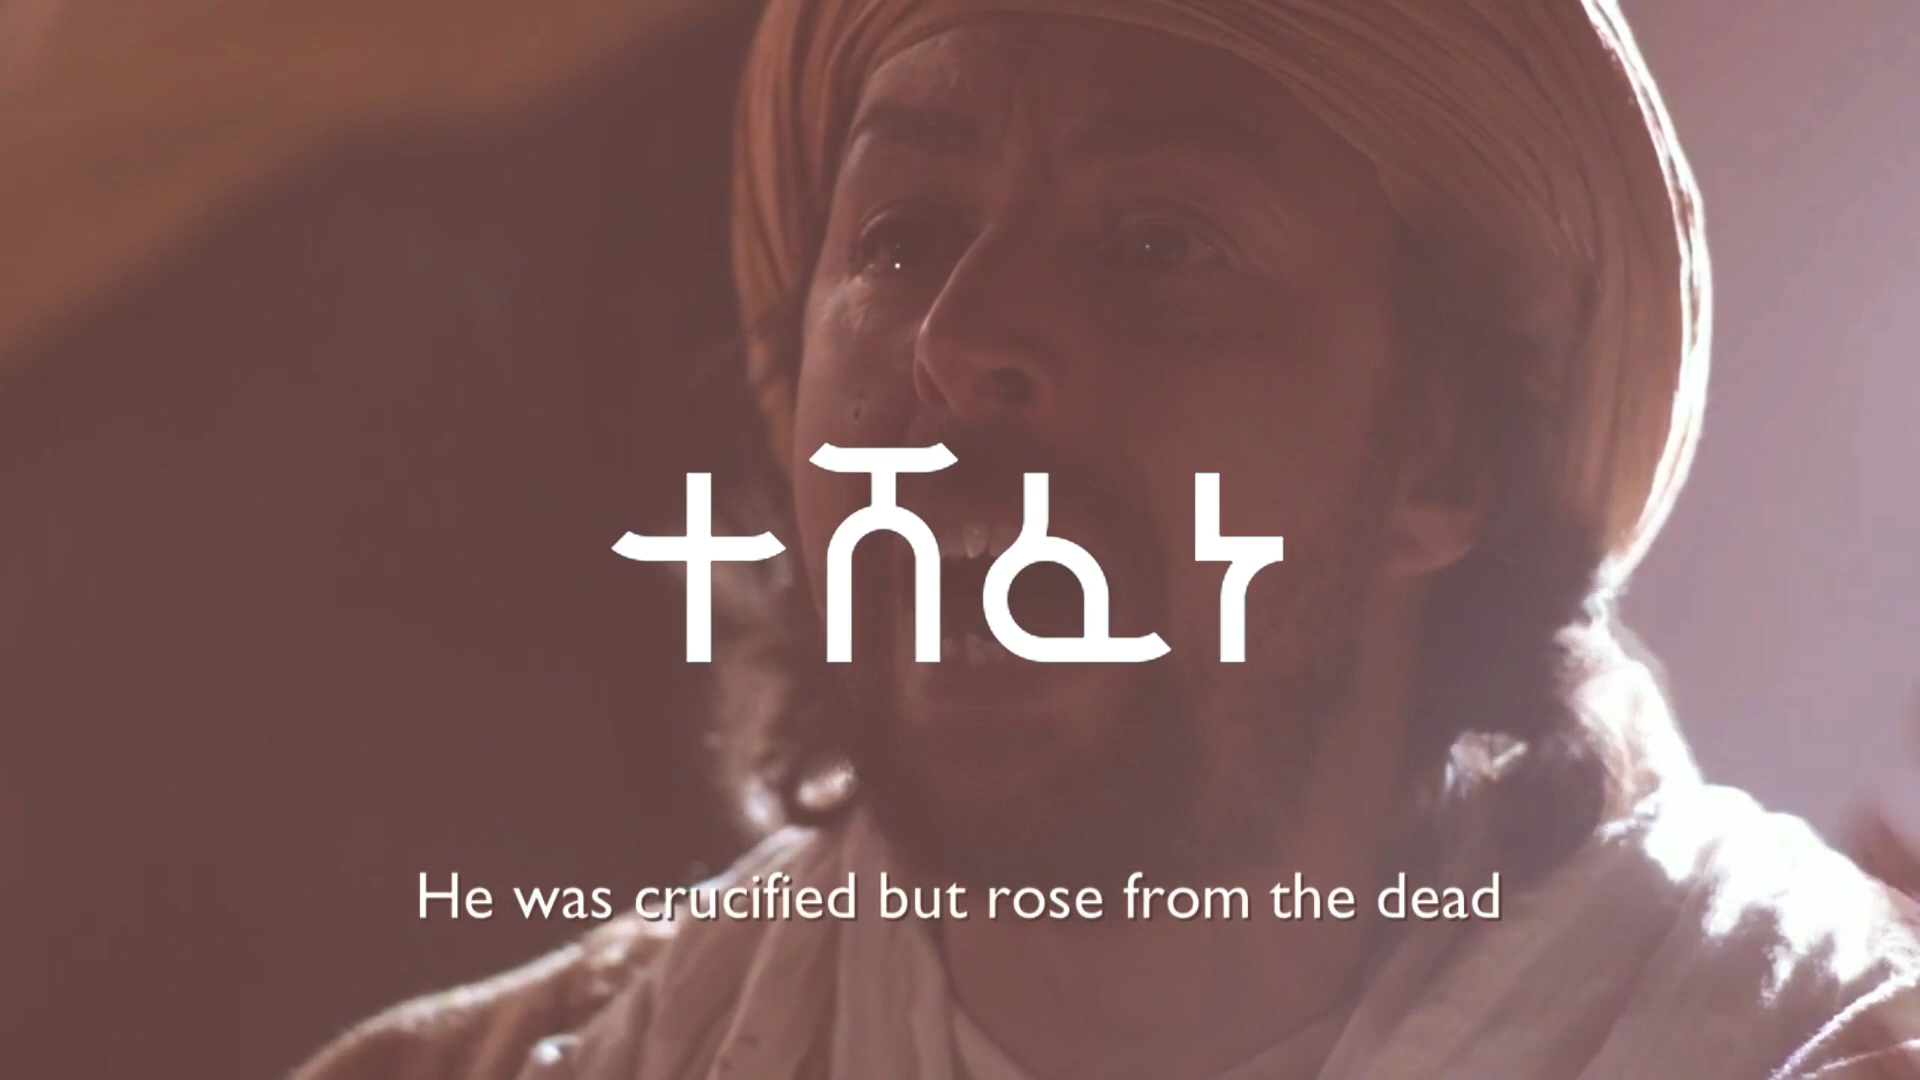 ተሸፈነ
He was crucified but rose from the dead